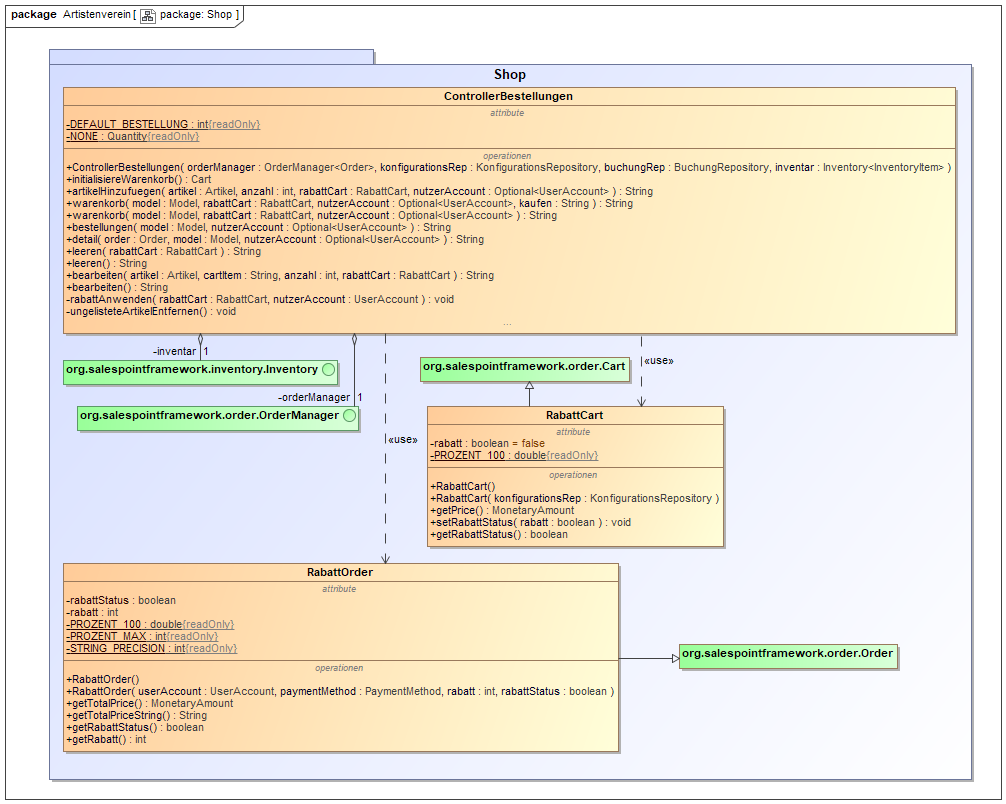 package Artistenverein [ package: Shop ]
Shop
ControllerBestellungen
attribute
-DEFAULT_BESTELLUNG : int{readOnly}
-NONE : Quantity{readOnly}
operationen
+ControllerBestellungen( orderManager : OrderManager<Order>, konfigurationsRep : KonfigurationsRepository, buchungRep : BuchungRepository, inventar : Inventory<InventoryItem> )
+initialisiereWarenkorb() : Cart
+artikelHinzufuegen( artikel : Artikel, anzahl : int, rabattCart : RabattCart, nutzerAccount : Optional<UserAccount> ) : String
+warenkorb( model : Model, rabattCart : RabattCart, nutzerAccount : Optional<UserAccount>, kaufen : String ) : String
+warenkorb( model : Model, rabattCart : RabattCart, nutzerAccount : Optional<UserAccount> ) : String
+bestellungen( model : Model, nutzerAccount : Optional<UserAccount> ) : String
+detail( order : Order, model : Model, nutzerAccount : Optional<UserAccount> ) : String
+leeren( rabattCart : RabattCart ) : String
+leeren() : String
+bearbeiten( artikel : Artikel, cartItem : String, anzahl : int, rabattCart : RabattCart ) : String
+bearbeiten() : String
-rabattAnwenden( rabattCart : RabattCart, nutzerAccount : UserAccount ) : void
-ungelisteteArtikelEntfernen() : void
...
-inventar 1
org.salespointframework.inventory.Inventory
-orderManager 1
org.salespointframework.order.OrderManager
«use»
«use»
org.salespointframework.order.Cart
RabattCart
attribute
-rabatt : boolean = false
-PROZENT_100 : double{readOnly}
operationen
+RabattCart()
+RabattCart( konfigurationsRep : KonfigurationsRepository )
+getPrice() : MonetaryAmount
+setRabattStatus( rabatt : boolean ) : void
+getRabattStatus() : boolean
RabattOrder
attribute
-rabattStatus : boolean
-rabatt : int
-PROZENT_100 : double{readOnly}
-PROZENT_MAX : int{readOnly}
-STRING_PRECISION : int{readOnly}
operationen
+RabattOrder()
+RabattOrder( userAccount : UserAccount, paymentMethod : PaymentMethod, rabatt : int, rabattStatus : boolean )
+getTotalPrice() : MonetaryAmount
+getTotalPriceString() : String
+getRabattStatus() : boolean
+getRabatt() : int
org.salespointframework.order.Order